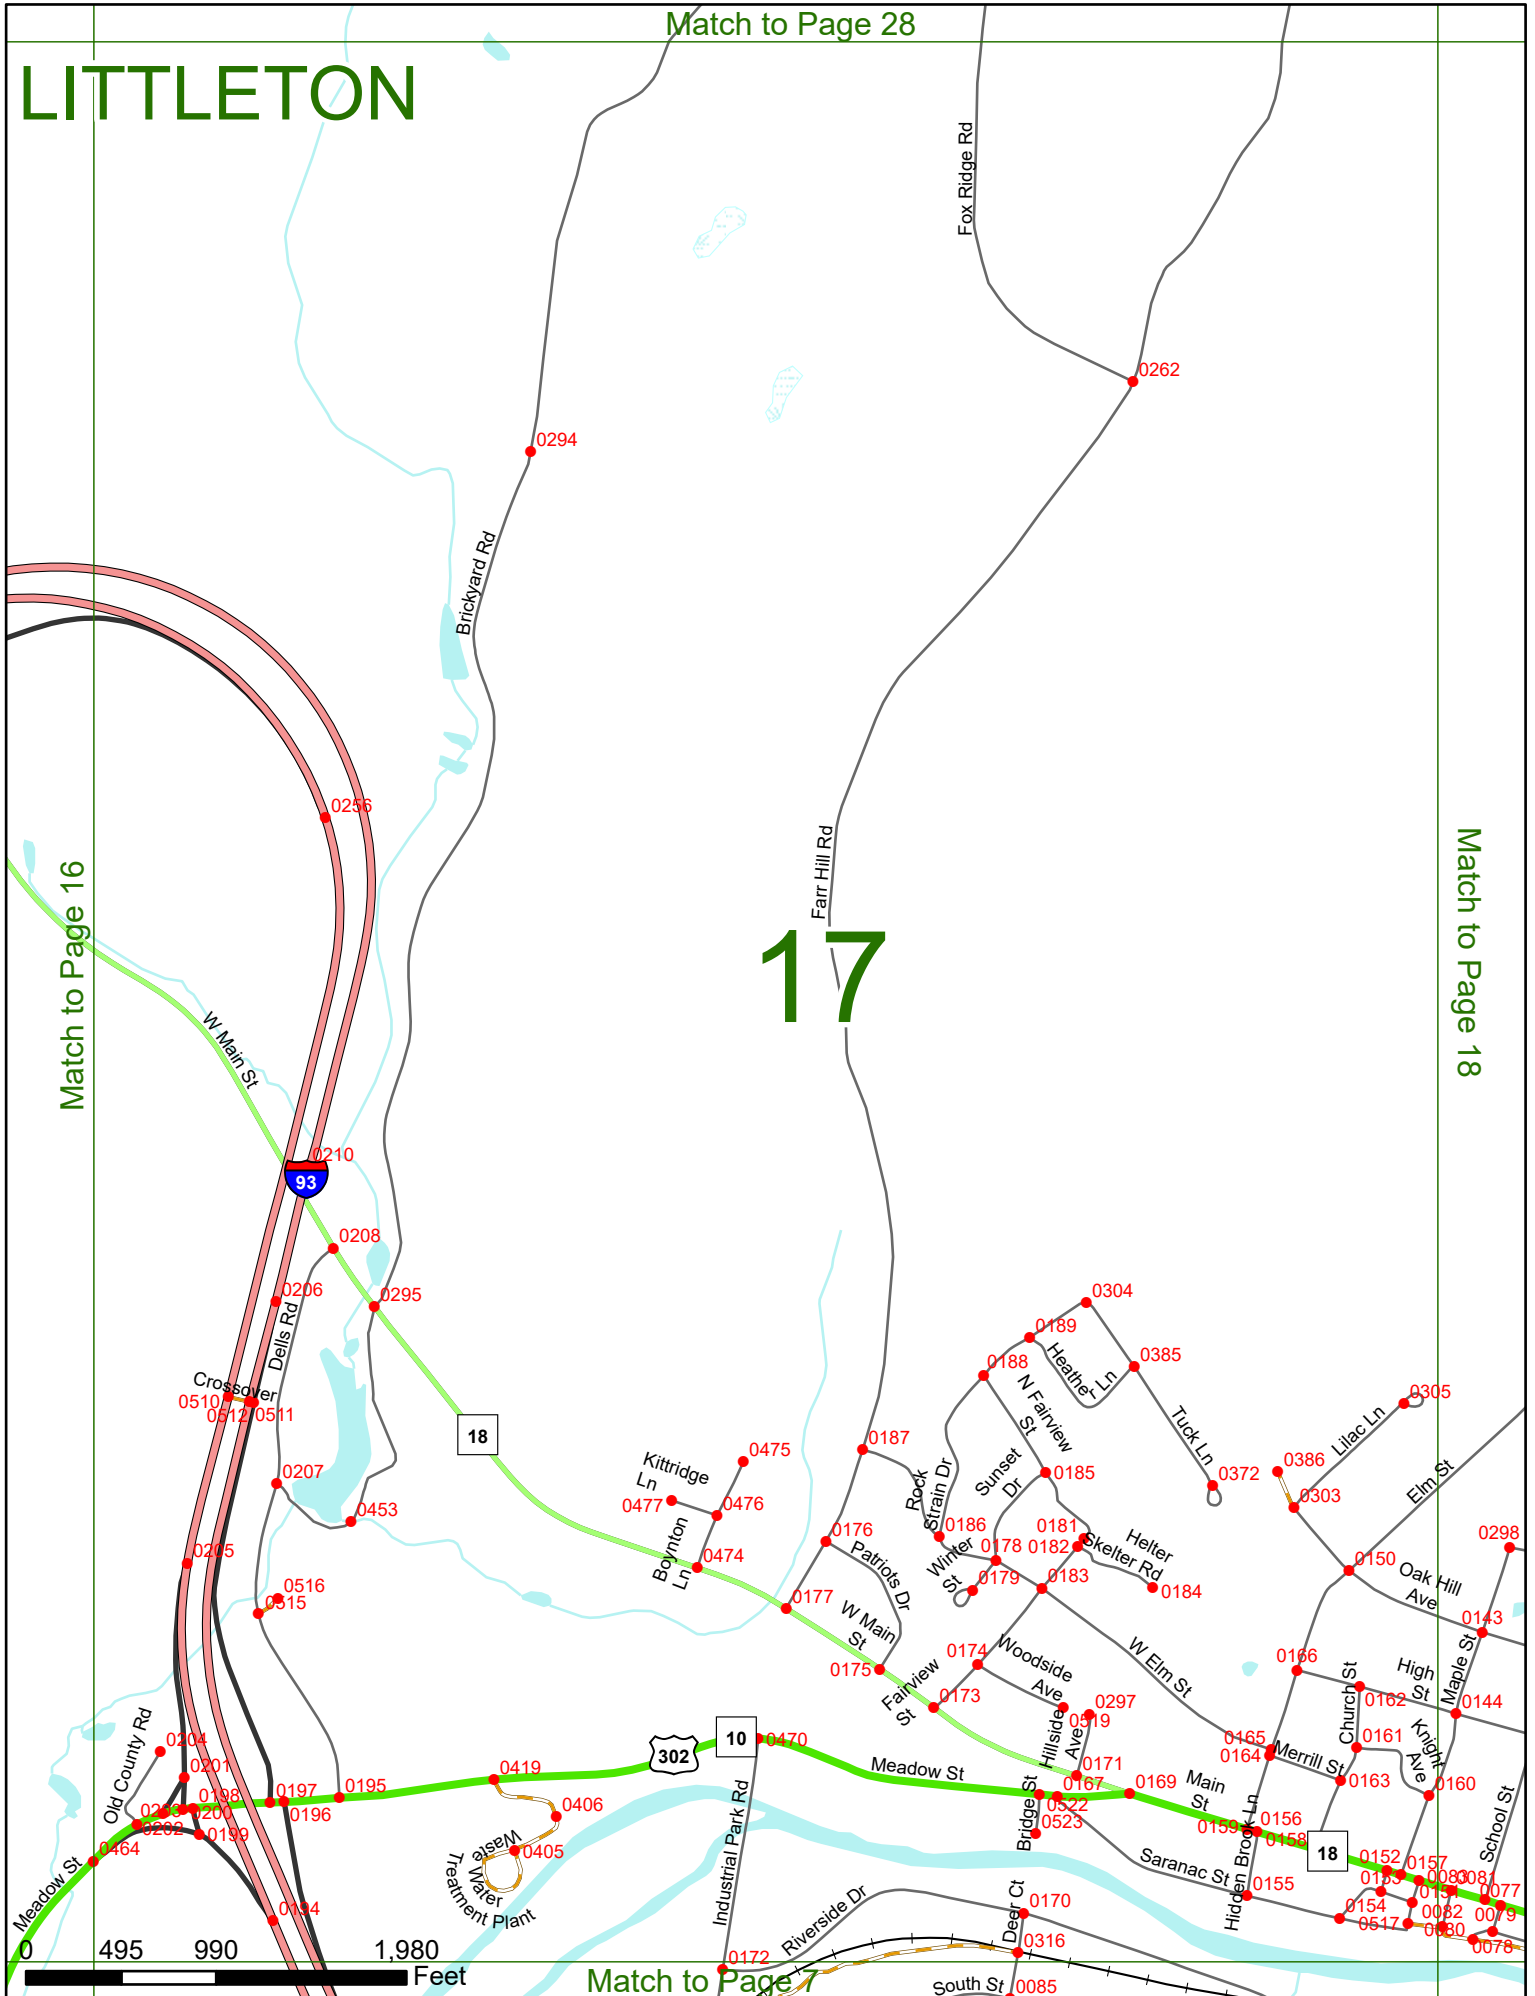 Match to Page 28
LITTLETON
Fox Ridge Rd
0262
0294
Brickyard Rd
0256
Farr Hill Rd
Match to Page 16
Match to Page 18
17
W Main St
0210
93
0208
0206
0295
Dells Rd
0304
0189
0188
Heather Ln
0385
Crossover
0510
0512
0511
N Fairview
St
0305
Lilac Ln
Tuck Ln
18
0187
0475
Kittridge
Ln
0477
0476
Rock
Strain Dr
Sunset
Dr
0185
0372
0386
0303
Elm St
0207
0453
0176
0186
0181
0182
Helter
Skelter Rd
0184
0298
Boynton
Ln
0474
Patriots Dr
Winter
St
0178
0179
0183
0150
Oak Hill
Ave
0205
0516
0515
0177
W Main
St
0175
0174
Woodside
Ave
W Elm St
0143
0166
Church St
High
St
Maple St
0162
0144
Fairview
St
0173
0297
0519
Hillside
Ave
0161
Knight
Ave
Old County Rd
0204
0201
302
10
0470
0165
0164
Merrill St
0163
0160
0419
0171
Meadow St
0167
0169
Main
St
0197
0195
0198
0196
0203
0200
0202
0199
0406
0522
Bridge St
0523
0156
0159
0158
Hidden Brook Ln
School St
0464
0405
Waste
Water
Treatment Plant
Industrial Park Rd
18
Saranac St
0155
0152
0157
0153
0083
0081
0151
0077
0154
0082
0079
0517
0080
0078
Meadow St
0194
Riverside Dr
Deer Ct
0170
0316
0172
0
495
990
1,980
Feet
Match to Page 7
South St
0085